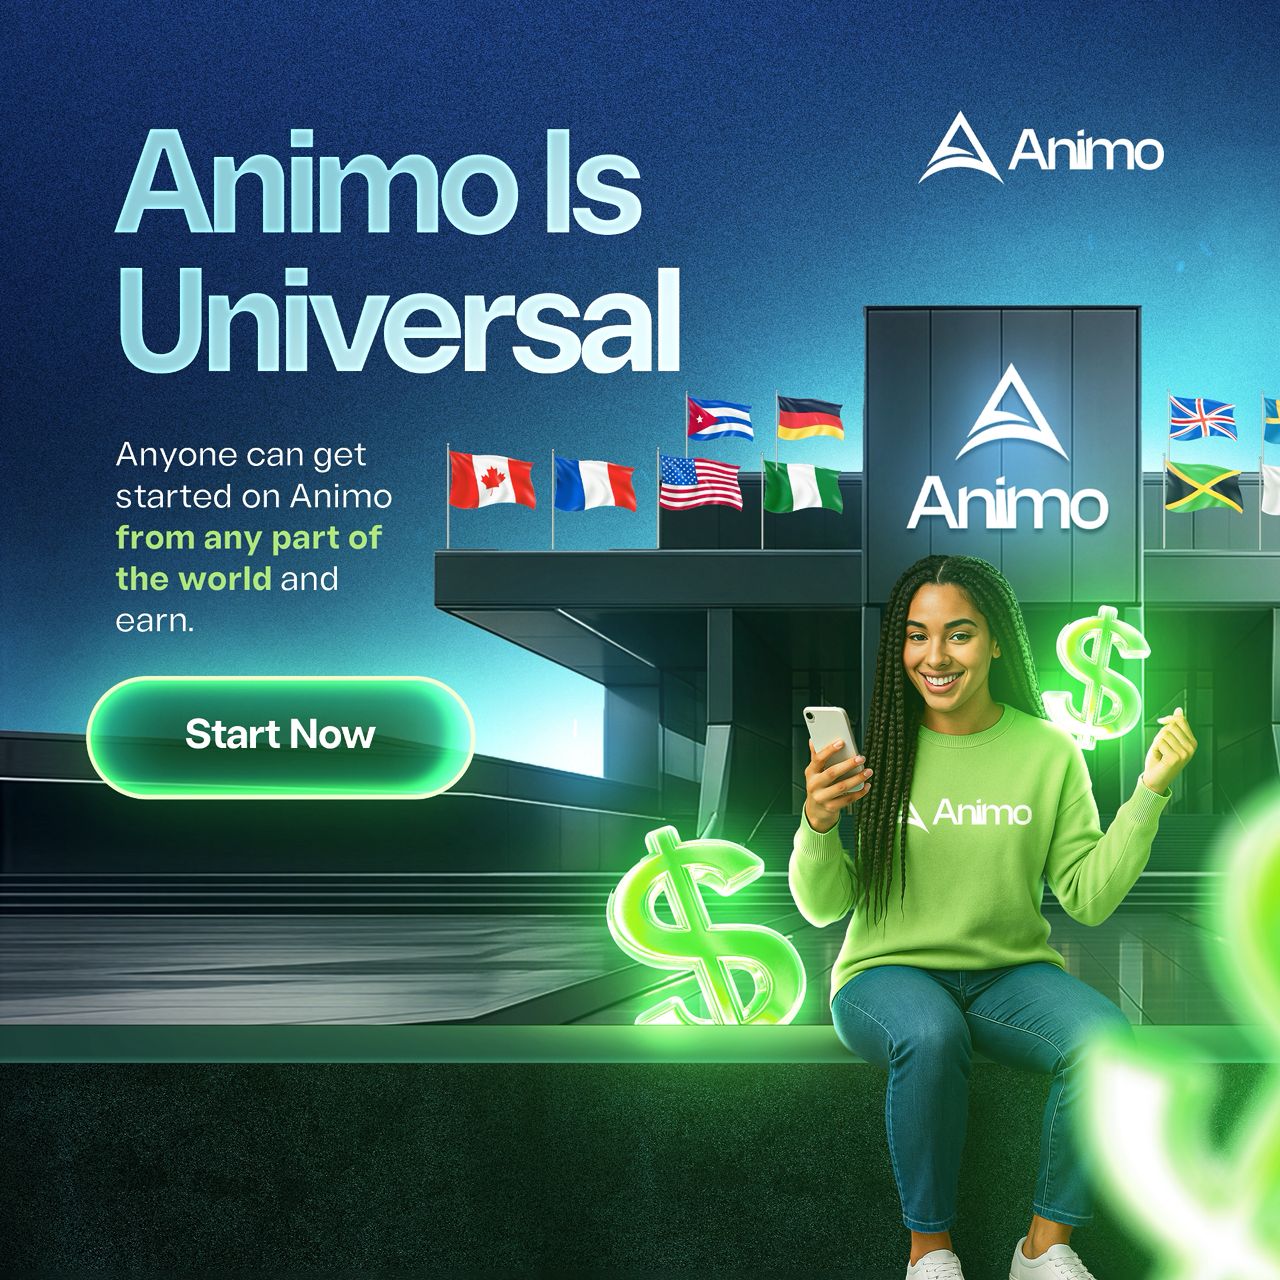 Animo Is
Universal
Animo
Anyone can get
started on Animo
from any part of
the world and
earn.
Start Now
Animo
Animo